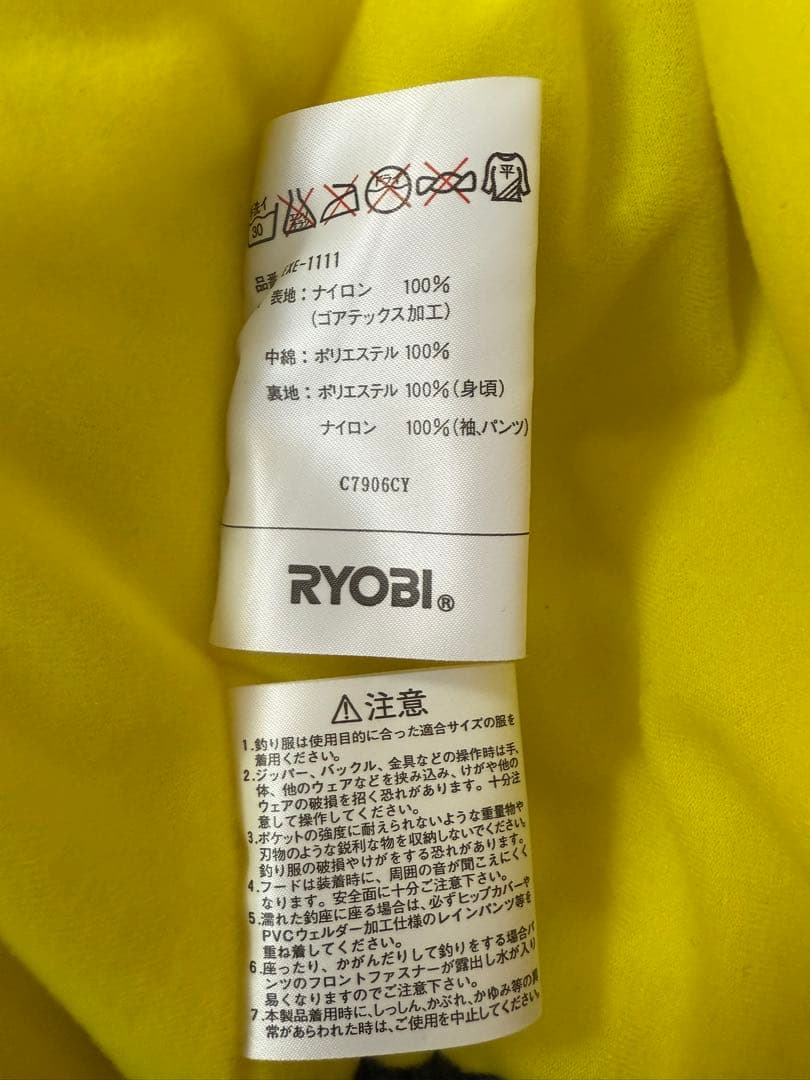 手洗イ
30
ドライ
平
品番 EXE-1111
表地:ナイロン 100%
(ゴアテックス加工)
中綿:ポリエステル 100%
裏地:ポリエステル 100%(身頃)
ナイロン 100%(袖、パンツ)
C7906CY
RYOBI®
⚠注意
1.釣り服は使用目的に合った適合サイズの服を
着用ください。
2.ジッパー、バックル、金具などの操作時は手、
体、他のウェアなどを挟み込み、けがや他の
ウェアの破損を招く恐れがあります。十分注
意して操作してください。
3.ポケットの強度に耐えられないような重量物や
刃物のような鋭利な物を収納しないでください。
釣り服の破損やけがをする恐れがあります。
4.フードは装着時に、周囲の音が聞こえにくく
なります。安全面に十分ご注意下さい。
5.濡れた釣座に座る場合は、必ずヒップカバーや
PVCウェルダー加工仕様のレインパンツ等を
重ね着してください。
6.座ったり、かがんだりして釣りをする場合パ
ンツのフロントファスナーが露出し水が入り
易くなりますのでご注意下さい。
7.本製品着用時に、しっしん、かぶれ、かゆみ等の異
常があらわれた時は、ご使用を中止してください。